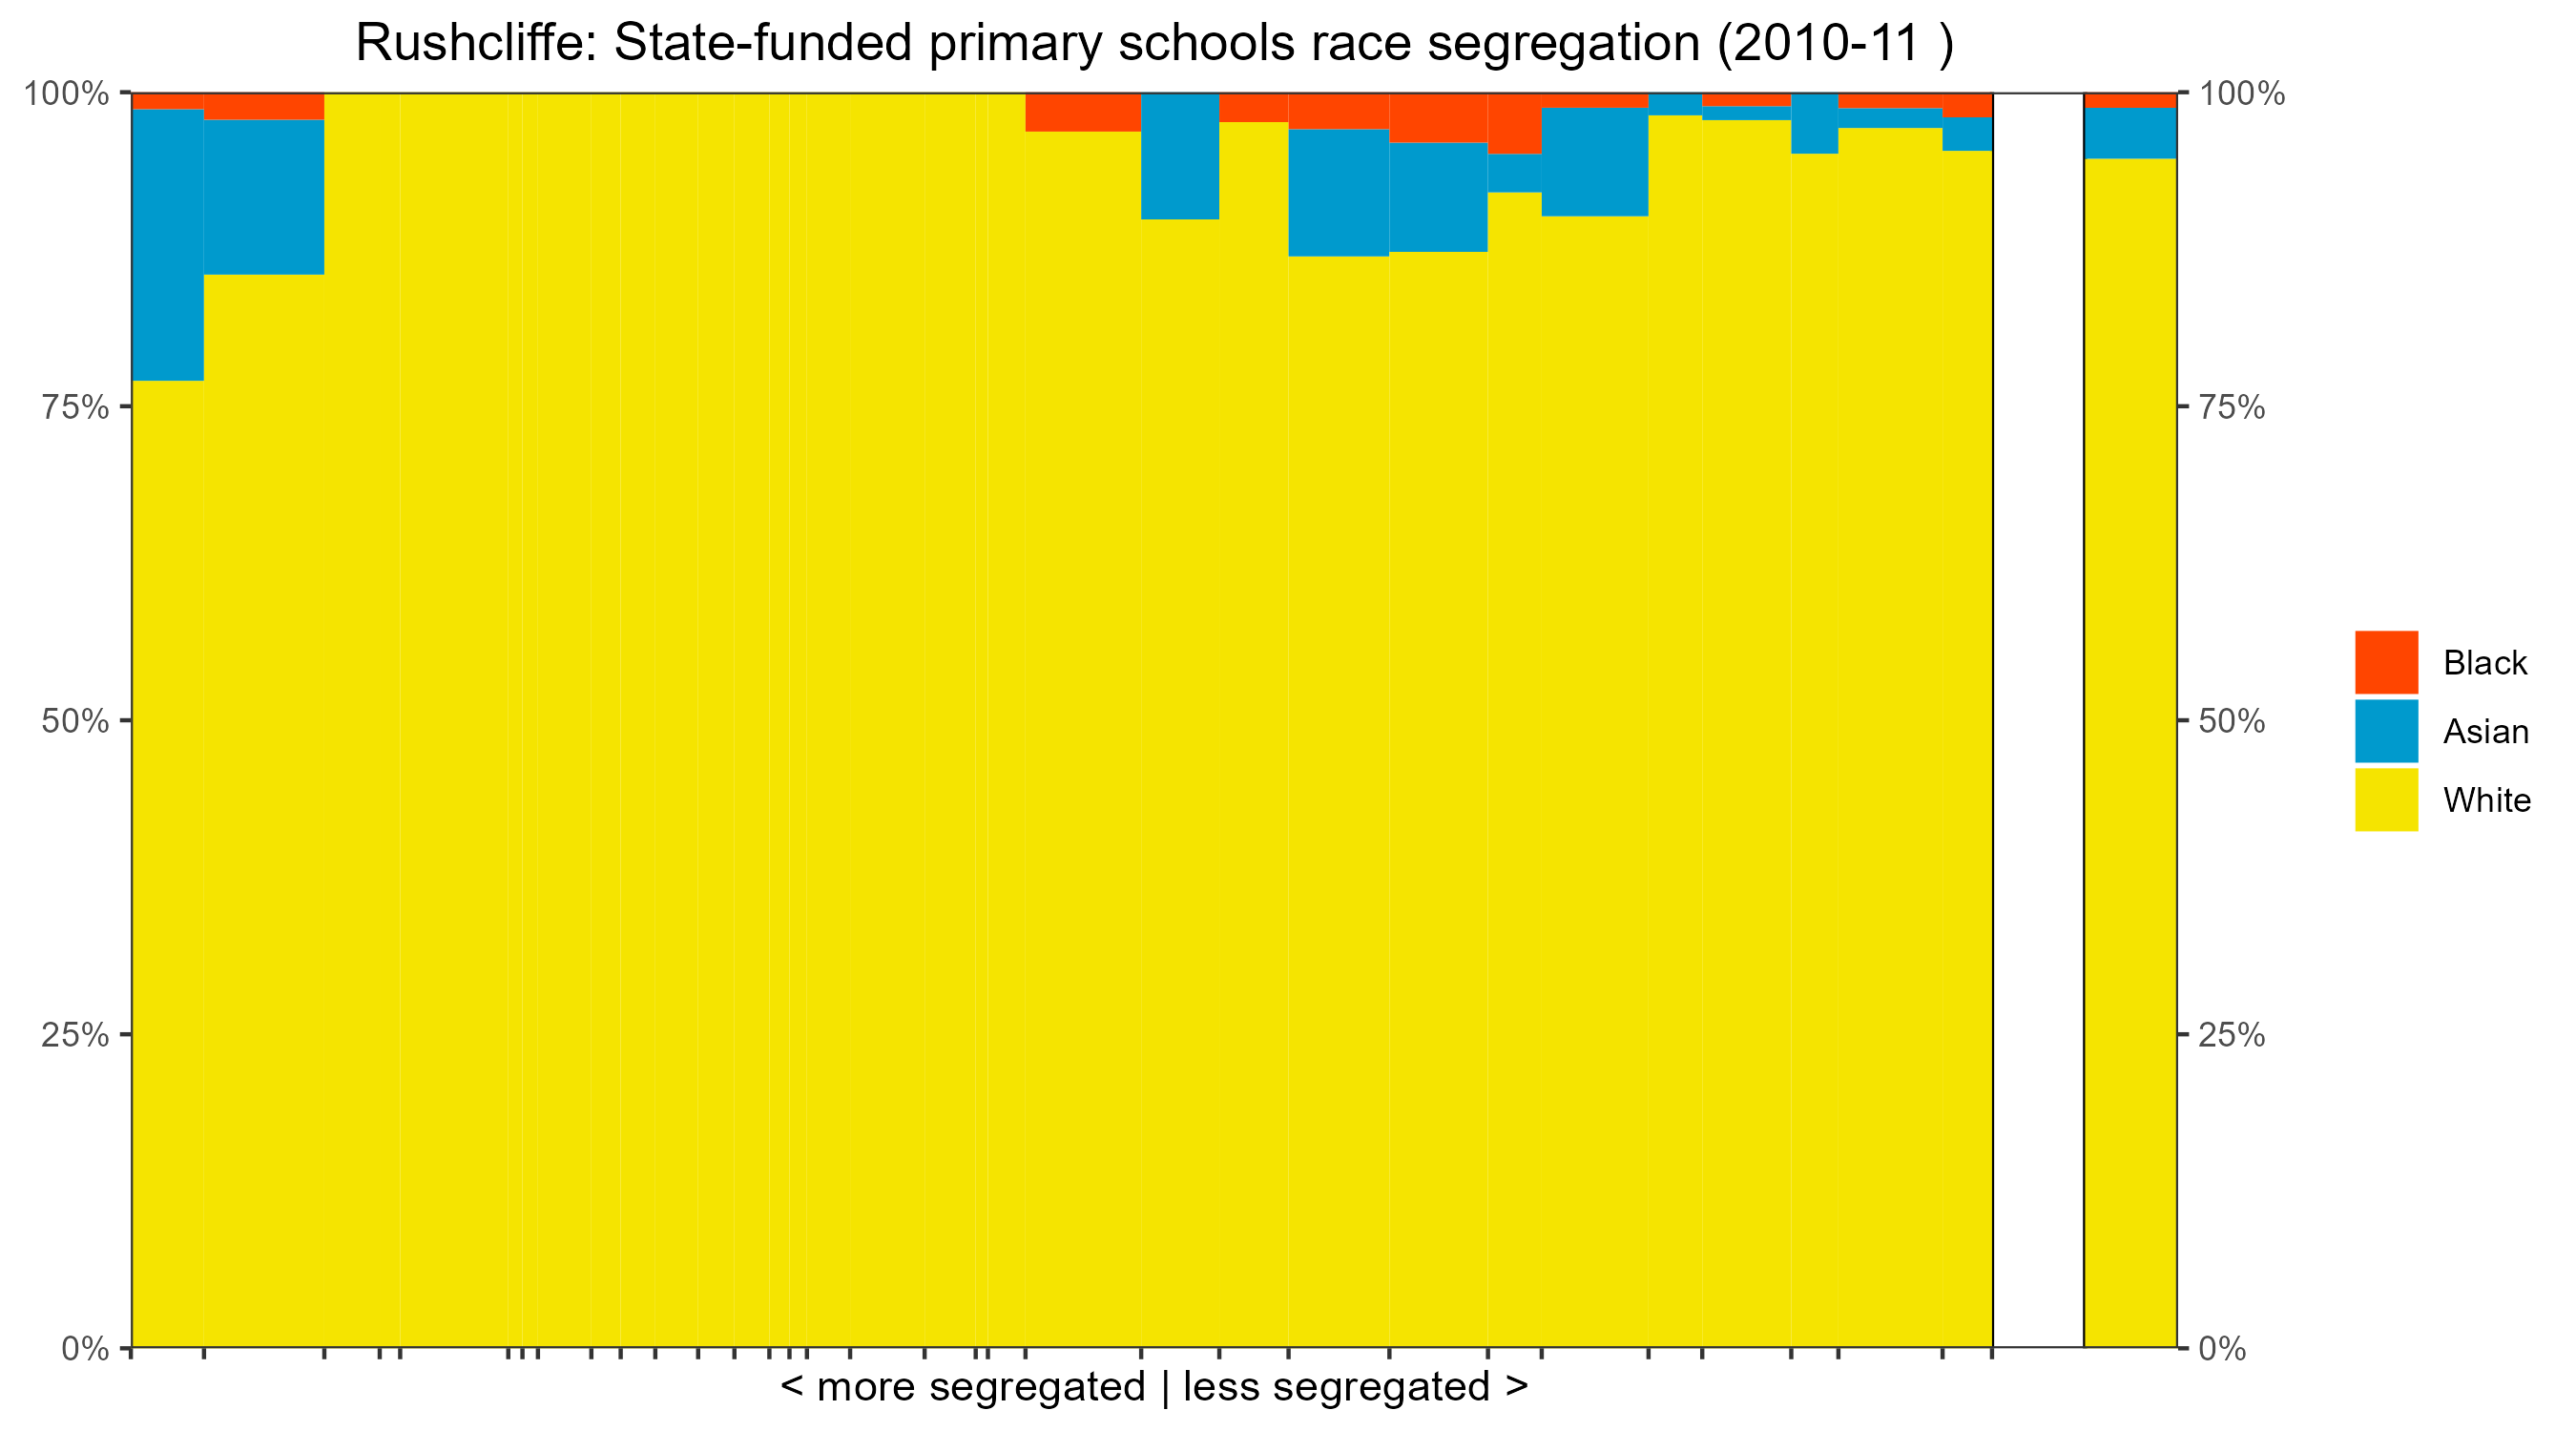 Rushcliffe: State-funded primary schools race segregation (2010-11 )
100%
75%
50%
25%
0%
100%
75%
50%
25%
0%
Black
Asian
White
< more segregated | less segregated >